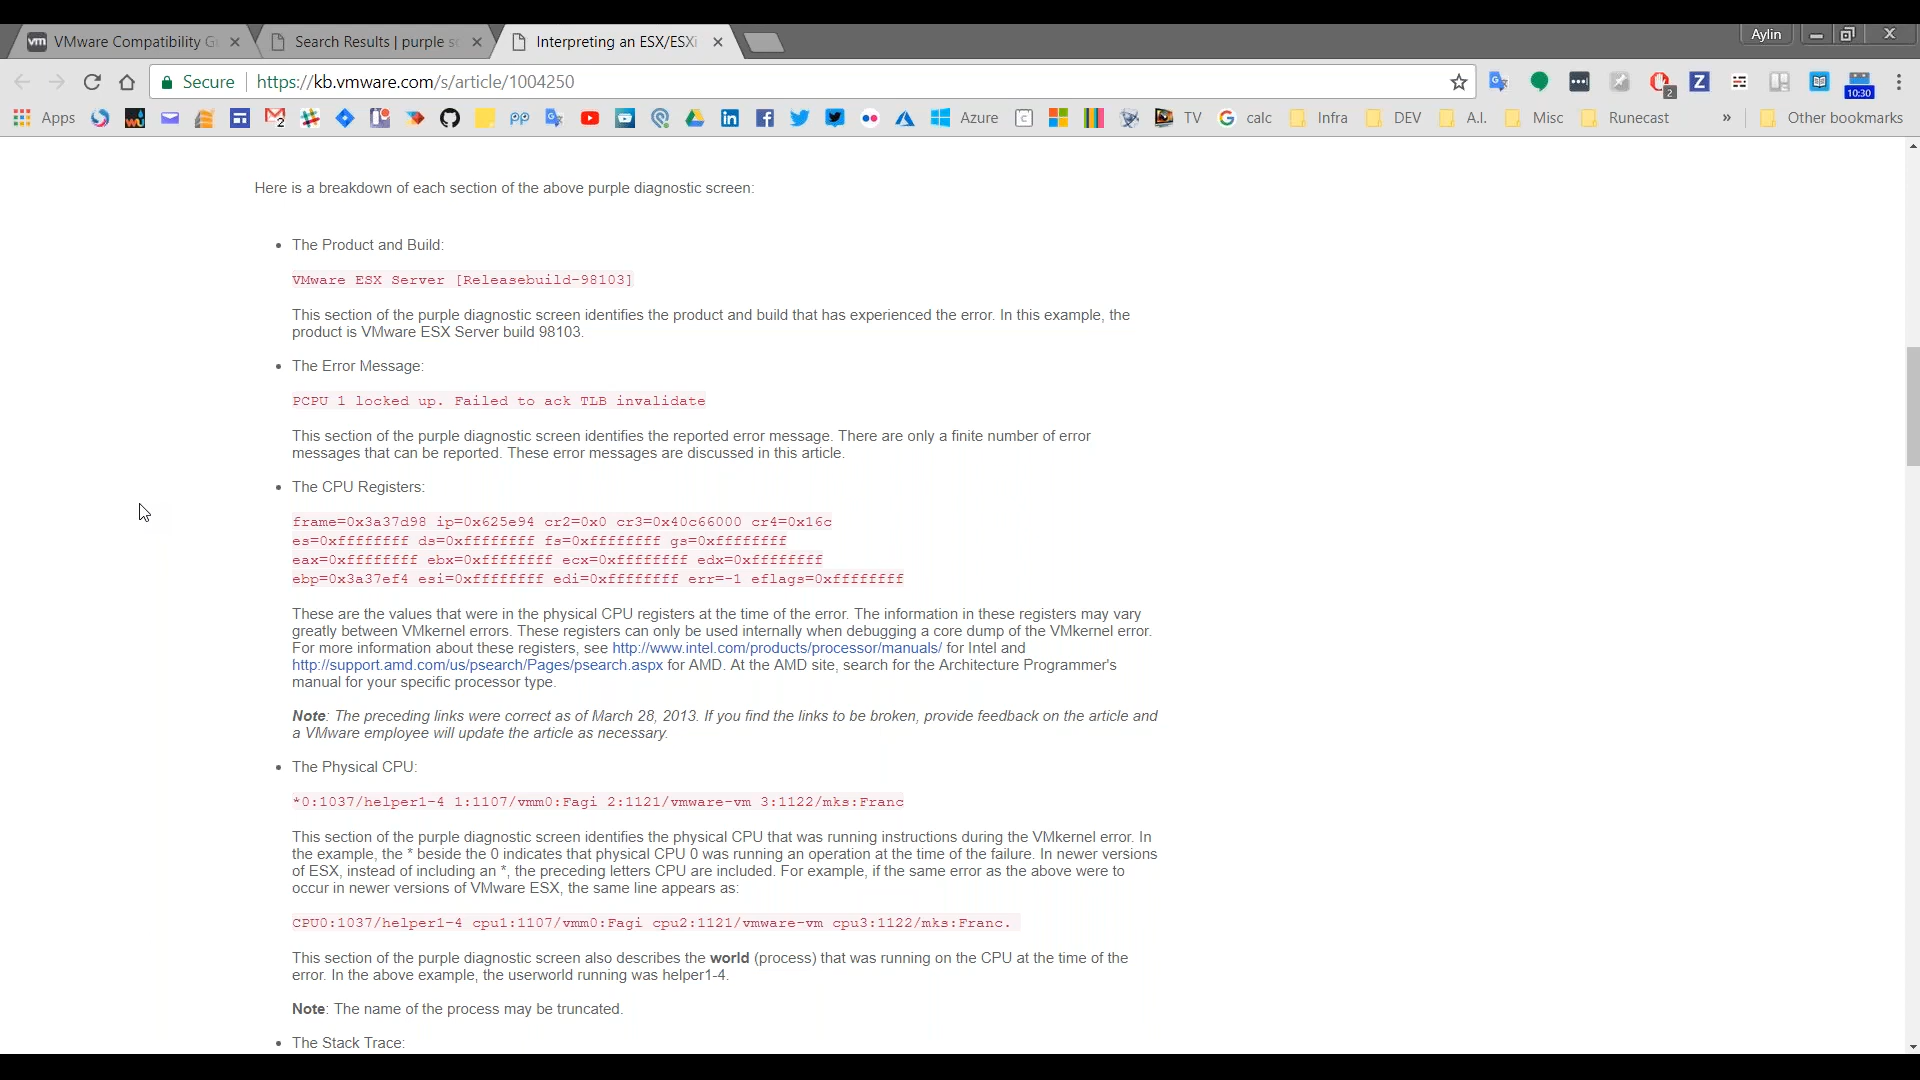 VMware Compatibility G
Search Results | purple s
Interpreting an ESX/ESXi
Aylin
Secure
https://kb.vmware.com/s/article/1004250
2
10:30
Apps
2
Azure
TV
calc
Infra
DEV
A.I.
Misc
Runecast
»
Other bookmarks
Here is a breakdown of each section of the above purple diagnostic screen:
• The Product and Build:
VMware ESX Server [Releasebuild-98103]
This section of the purple diagnostic screen identifies the product and build that has experienced the error. In this example, the
product is VMware ESX Server build 98103.
• The Error Message:
PCPU 1 locked up. Failed to ack TLB invalidate
This section of the purple diagnostic screen identifies the reported error message. There are only a finite number of error
messages that can be reported. These error messages are discussed in this article.
• The CPU Registers:
frame=0x3a37d98 ip=0x625e94 cr2=0x0 cr3=0x40c66000 cr4=0x16c
es=0xffffffff ds=0xffffffff fs=0xffffffff gs=0xffffffff
eax=0xffffffff ebx=0xffffffff ecx=0xffffffff edx=0xffffffff
ebp=0x3a37ef4 esi=0xffffffff edi=0xffffffff err=-1 eflags=0xffffffff
These are the values that were in the physical CPU registers at the time of the error. The information in these registers may vary
greatly between VMkernel errors. These registers can only be used internally when debugging a core dump of the VMkernel error.
For more information about these registers, see http://www.intel.com/products/processor/manuals/ for Intel and
http://support.amd.com/us/psearch/Pages/psearch.aspx for AMD. At the AMD site, search for the Architecture Programmer's
manual for your specific processor type.
Note: The preceding links were correct as of March 28, 2013. If you find the links to be broken, provide feedback on the article and
a VMware employee will update the article as necessary.
• The Physical CPU:
*0:1037/helper1-4 1:1107/vmm0:Fagi 2:1121/vmware-vm 3:1122/mks:Franc
This section of the purple diagnostic screen identifies the physical CPU that was running instructions during the VMkernel error. In
the example, the * beside the 0 indicates that physical CPU 0 was running an operation at the time of the failure. In newer versions
of ESX, instead of including an *, the preceding letters CPU are included. For example, if the same error as the above were to
occur in newer versions of VMware ESX, the same line appears as:
CPU0:1037/helper1-4 cpu1:1107/vmm0:Fagi cpu2:1121/vmware-vm cpu3:1122/mks:Franc.
This section of the purple diagnostic screen also describes the world (process) that was running on the CPU at the time of the
error. In the above example, the userworld running was helper1-4.
Note: The name of the process may be truncated.
• The Stack Trace: